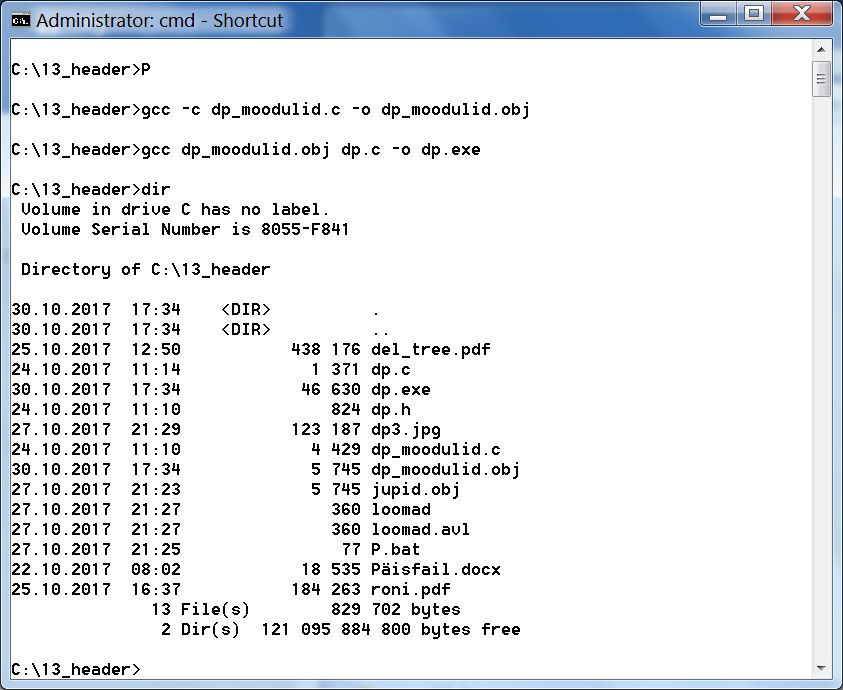 Administrator: cmd - Shortcut
C:\13_header>P
C:\13_header>gcc -c dp_moodulid.c -o dp_moodulid.obj
C:\13_header>gcc dp_moodulid.obj dp.c -o dp.exe
C:\13_header>dir
 Volume in drive C has no label.
 Volume Serial Number is 8055-F841
 Directory of C:\13_header
30.10.2017  17:34    <DIR>          .
30.10.2017  17:34    <DIR>          ..
25.10.2017  12:50           438 176 del_tree.pdf
24.10.2017  11:14             1 371 dp.c
30.10.2017  17:34            46 630 dp.exe
24.10.2017  11:10               824 dp.h
27.10.2017  21:29           123 187 dp3.jpg
24.10.2017  11:10             4 429 dp_moodulid.c
30.10.2017  17:34             5 745 dp_moodulid.obj
27.10.2017  21:23             5 745 jupid.obj
27.10.2017  21:27               360 loomad
27.10.2017  21:27               360 loomad.avl
27.10.2017  21:25                77 P.bat
22.10.2017  08:02            18 535 Päisfail.docx
25.10.2017  16:37           184 263 roni.pdf
              13 File(s)        829 702 bytes
               2 Dir(s)  121 095 884 800 bytes free
C:\13_header>